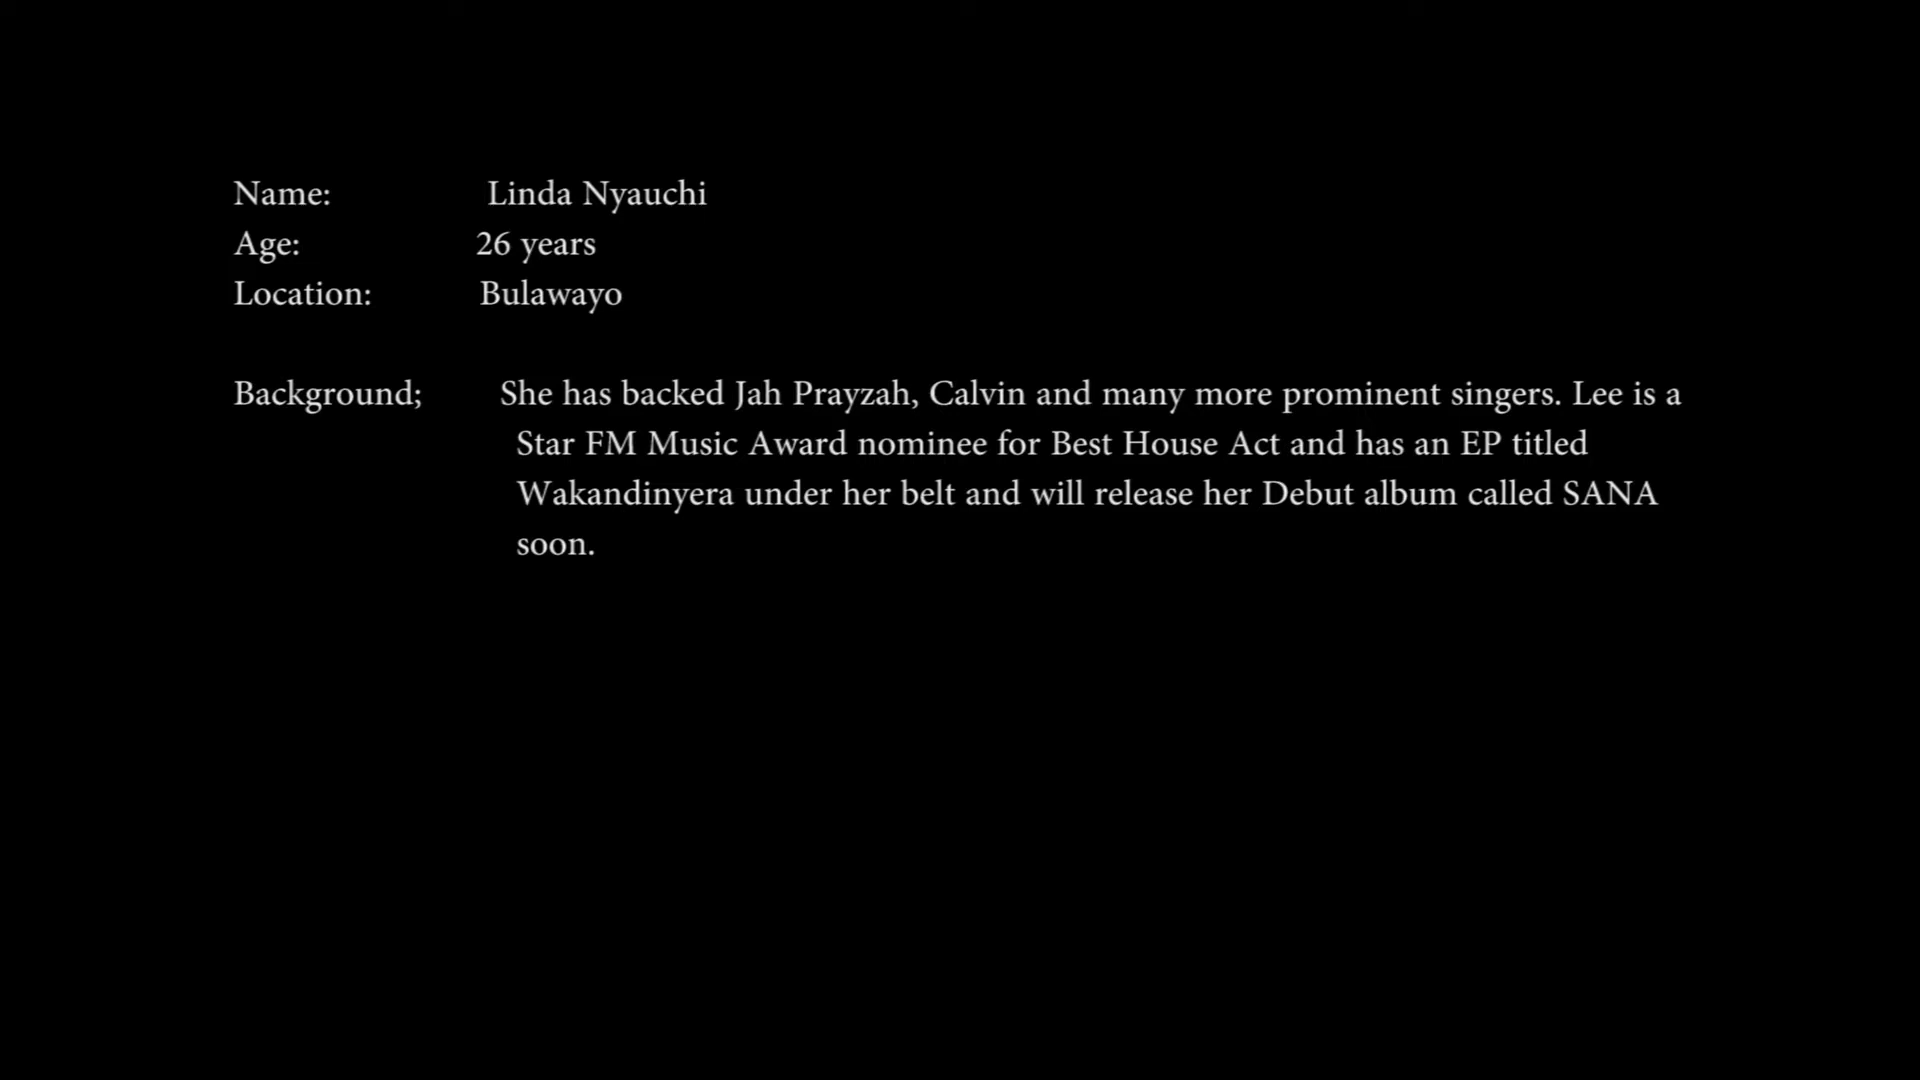 Name: Linda Nyauchi
Age: 26 years
Location: Bulawayo
Background; She has backed Jah Prayzah, Calvin and many more prominent singers. Lee is a
Star FM Music Award nominee for Best House Act and has an EP titled
Wakandinyera under her belt and will release her Debut album called SANA
soon.